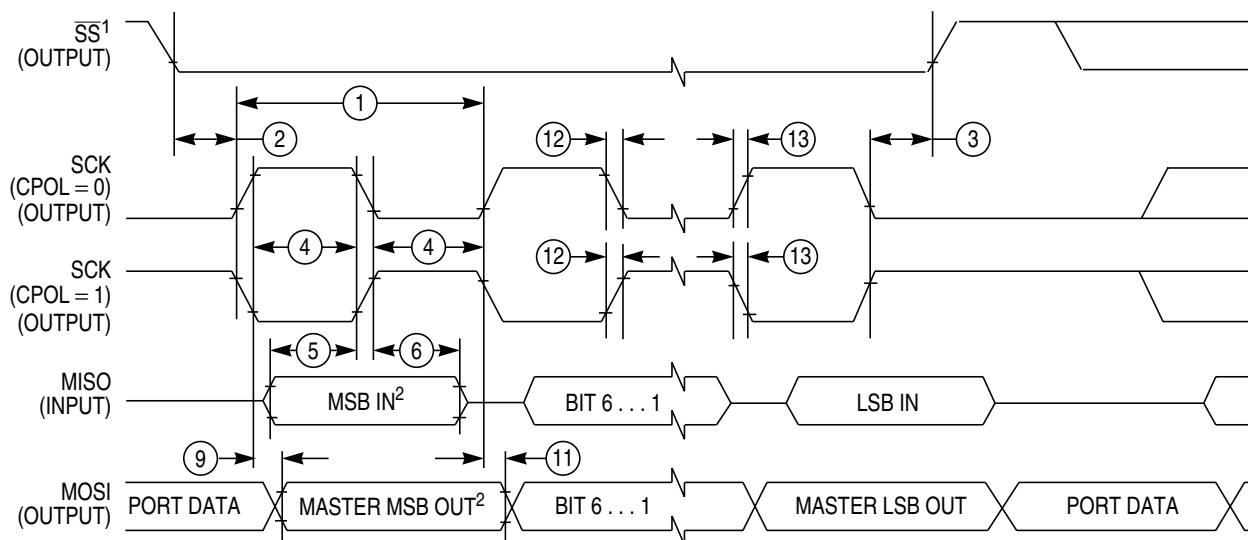 SS¹
(OUTPUT)
1
2
12
13
3
SCK
(CPOL = 0)
(OUTPUT)
4
4
12
13
SCK
(CPOL = 1)
(OUTPUT)
5
6
MISO
(INPUT)
MSB IN²
BIT 6 . . . 1
LSB IN
9
11
MOSI
(OUTPUT)
PORT DATA
MASTER MSB OUT²
BIT 6 . . . 1
MASTER LSB OUT
PORT DATA